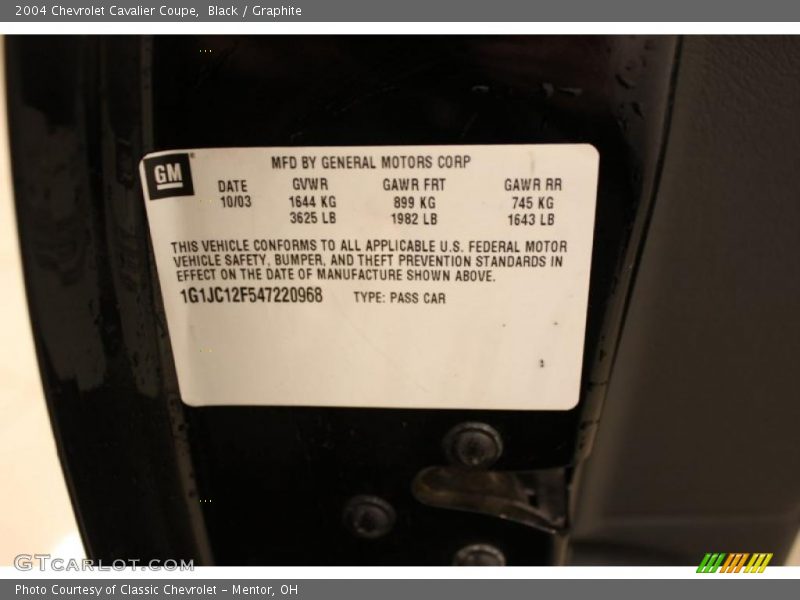 2004 Chevrolet Cavalier Coupe,  Black / Graphite
GM
MFD BY GENERAL MOTORS CORP
DATE GVWR GAWR FRT GAWR RR
10/03 1644 KG 899 KG 745 KG
3625 LB 1982 LB 1643 LB
THIS VEHICLE CONFORMS TO ALL APPLICABLE U.S. FEDERAL MOTOR
VEHICLE SAFETY, BUMPER, AND THEFT PREVENTION STANDARDS IN
EFFECT ON THE DATE OF MANUFACTURE SHOWN ABOVE.
1G1JC12F547220968 TYPE: PASS CAR
GTCARLOT.COM
Photo Courtesy of Classic Chevrolet – Mentor, OH